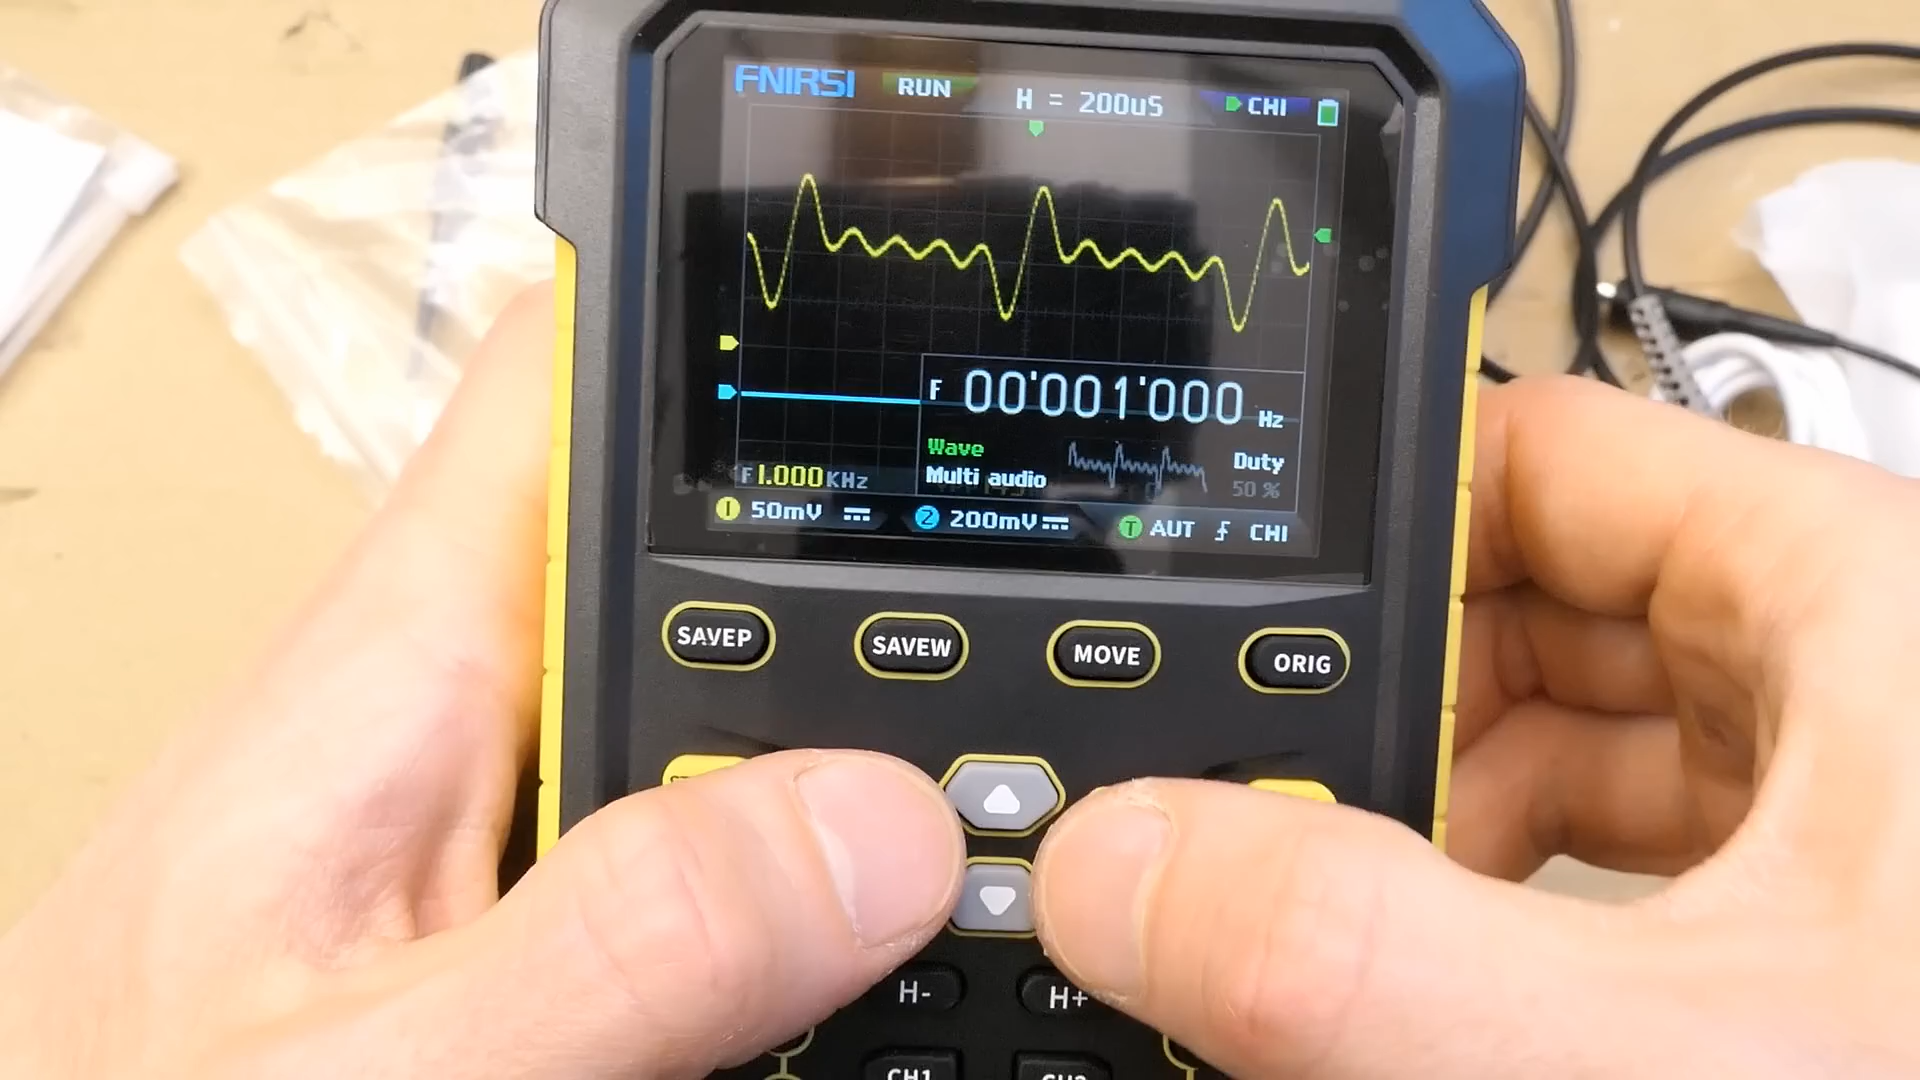 FNIRSI RUN H = 200uS CH1
F 00'001'000 Hz
Wave
Multi audio Duty
50 %
F 1.000KHz
1 50mV 2 200mV T AUT CH1
SAVEP SAVEW MOVE ORIG
H- H+
CH1 CH2